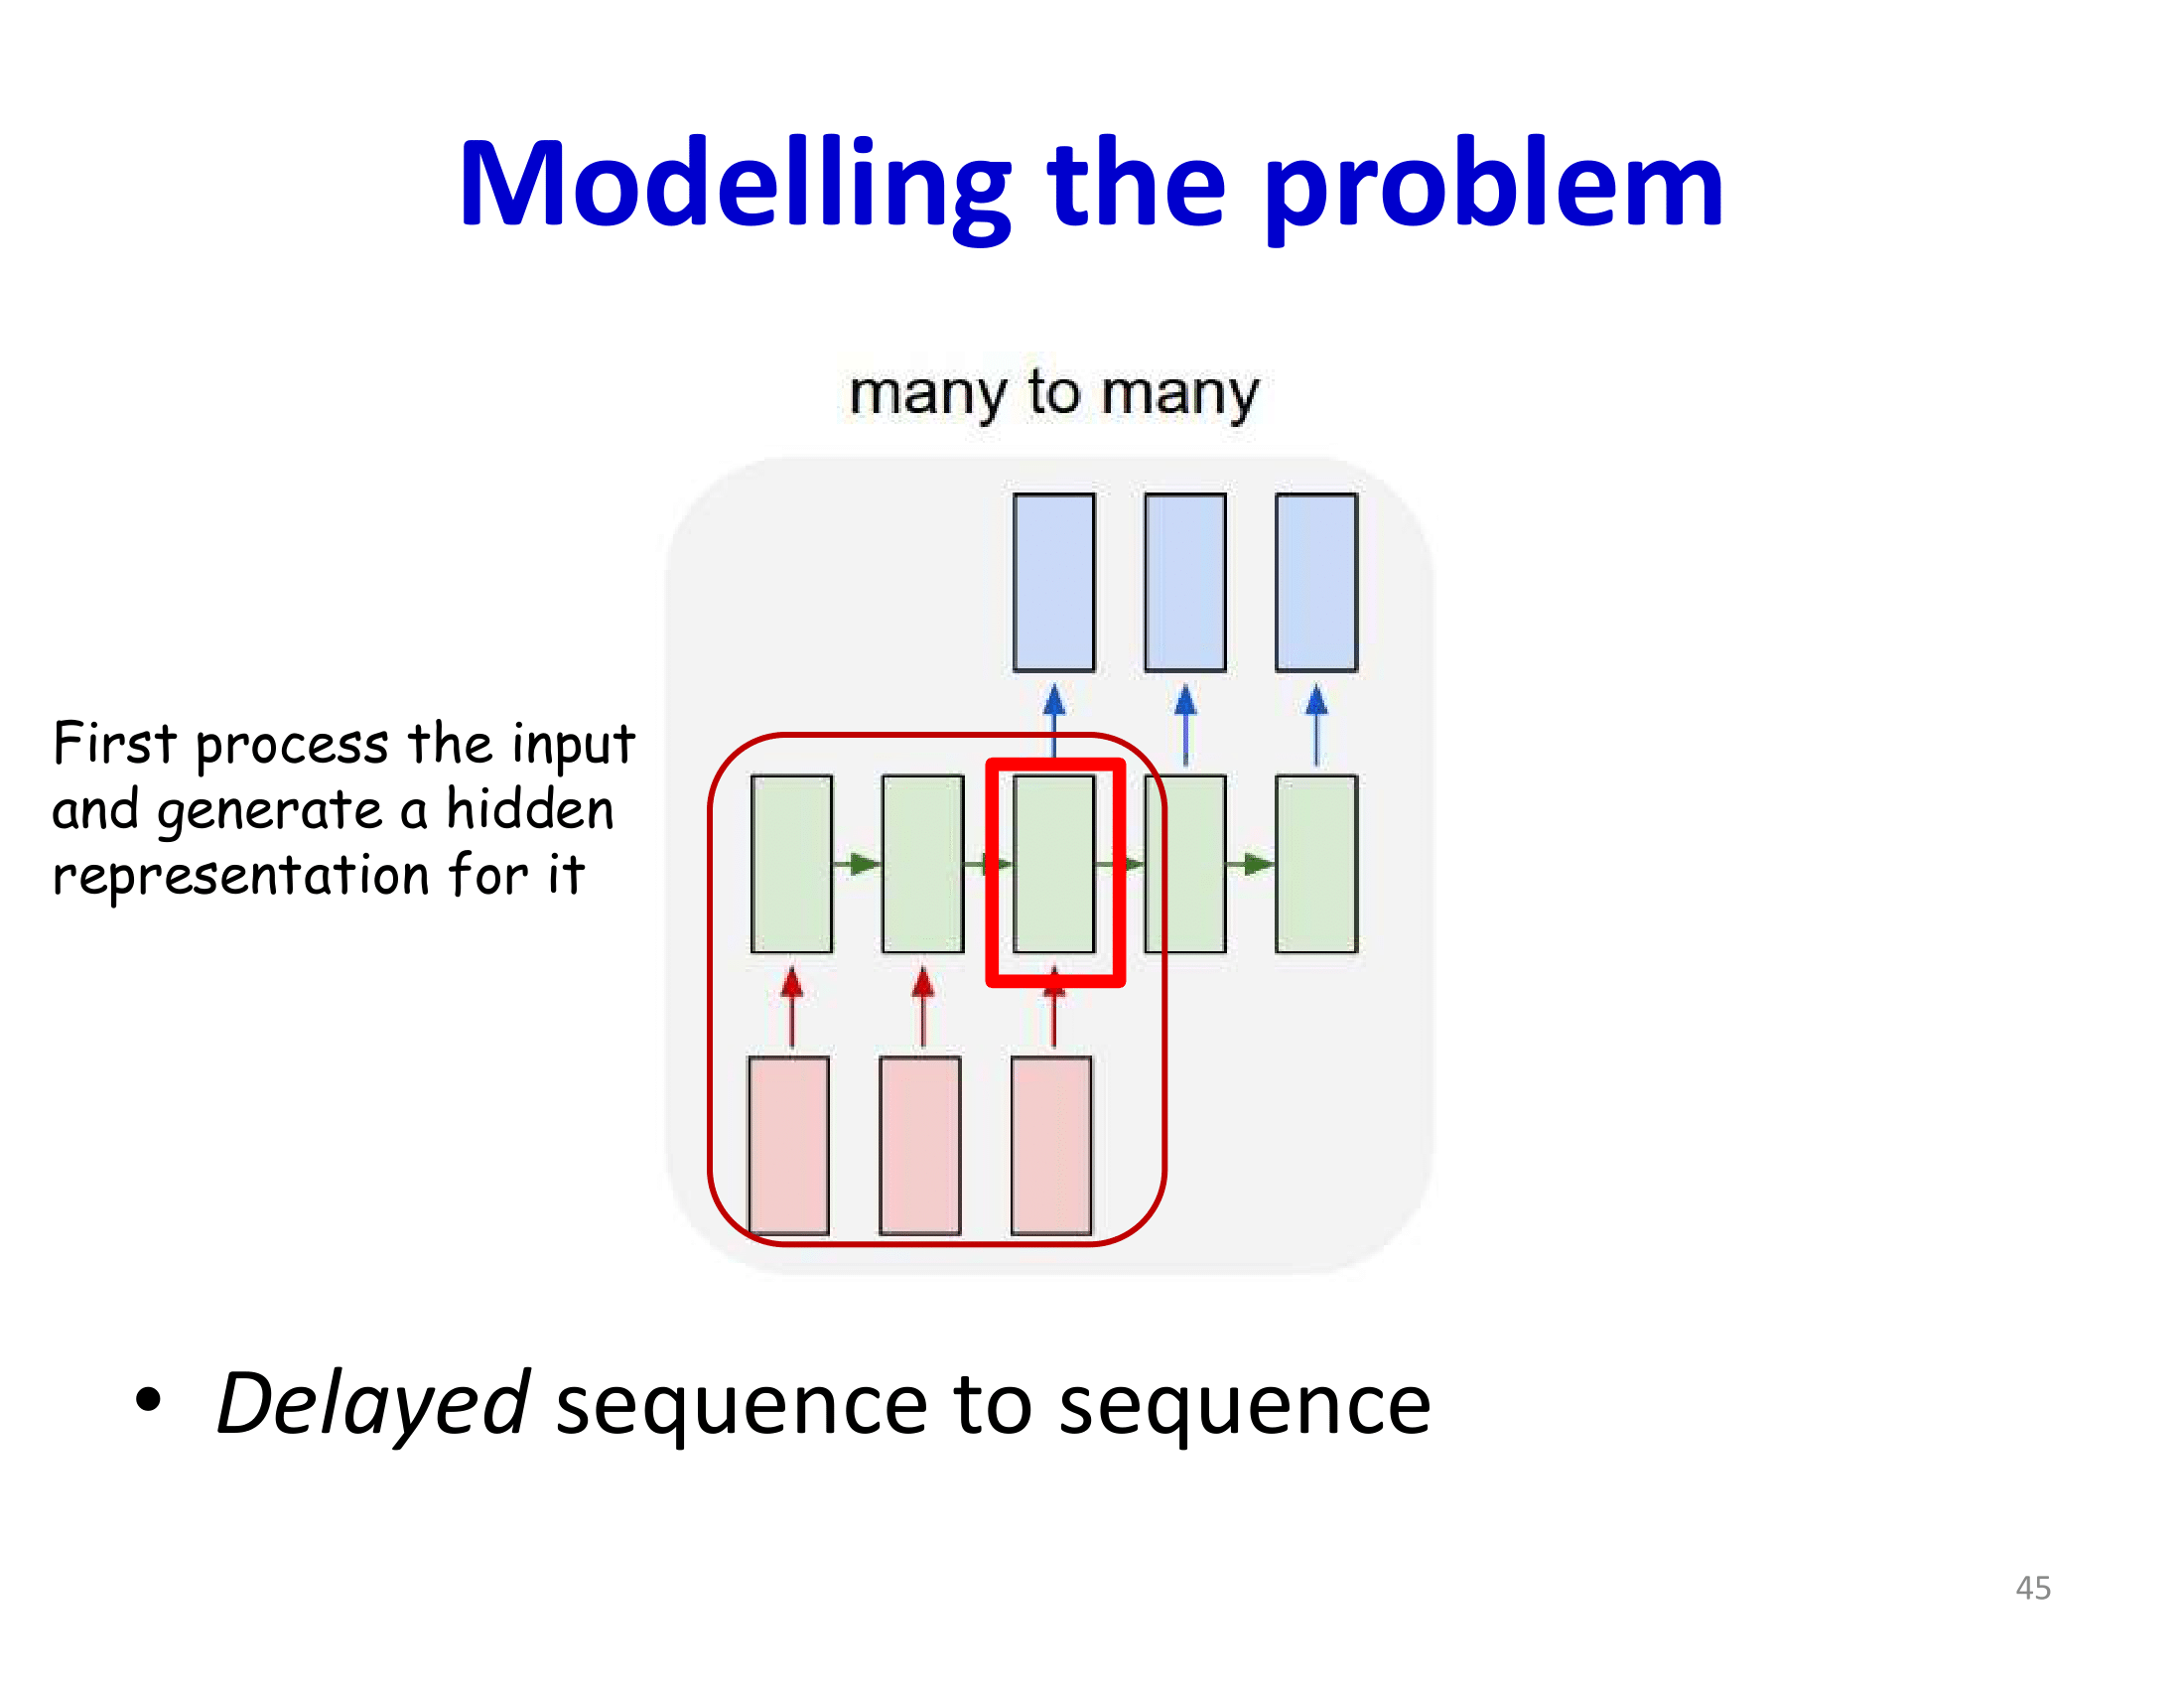 Modelling the problem
many to many
First process the input
and generate a hidden
representation for it
• Delayed sequence to sequence
45